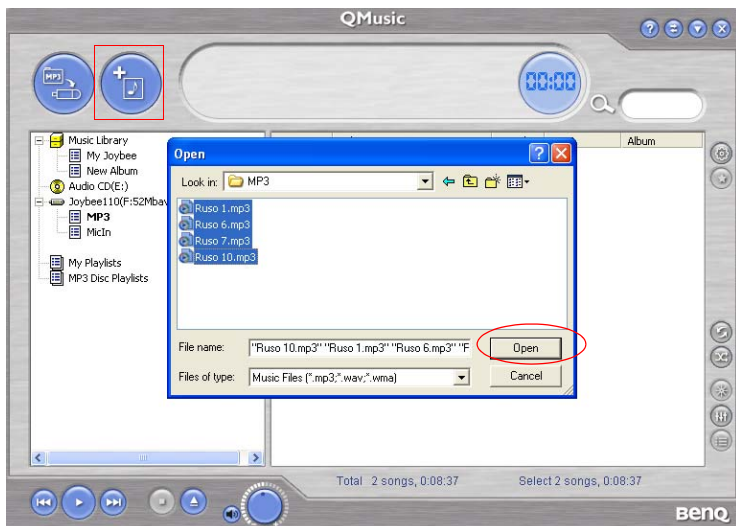 QMusic
MP3
00:00
Music Library
My Joybee
New Album
Audio CD(E:)
Joybee110(F:52Mbav
MP3
MicIn
My Playlists
MP3 Disc Playlists
Album
Open
Look in: MP3
Ruso 1.mp3
Ruso 6.mp3
Ruso 7.mp3
Ruso 10.mp3
File name: "Ruso 10.mp3" "Ruso 1.mp3" "Ruso 6.mp3" "F
Open
Files of type: Music Files (*.mp3;*.wav;*.wma)
Cancel
Total 2 songs, 0:08:37
Select 2 songs, 0:08:37
BenQ